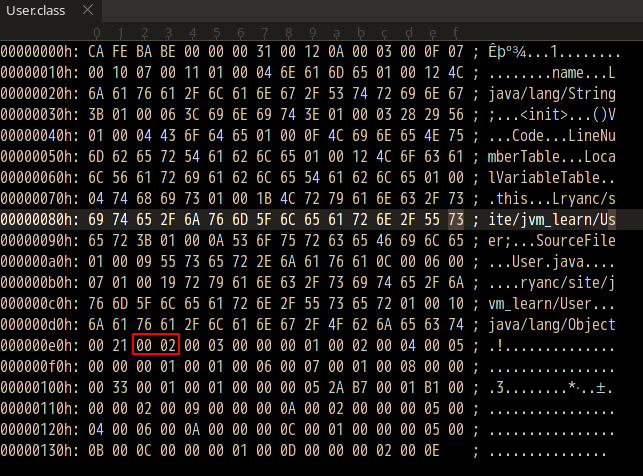 User.class
0 1 2 3 4 5 6 7 8 9 a b c d e f
00000000h: CA FE BA BE 00 00 00 31 00 12 0A 00 03 00 0F 07 ; Êþº¾...1........
00000010h: 00 10 07 00 11 01 00 04 6E 61 6D 65 01 00 12 4C ; ........name...L
00000020h: 6A 61 76 61 2F 6C 61 6E 67 2F 53 74 72 69 6E 67 ; java/lang/String
00000030h: 3B 01 00 06 3C 69 6E 69 74 3E 01 00 03 28 29 56 ; ;...<init>...()V
00000040h: 01 00 04 43 6F 64 65 01 00 0F 4C 69 6E 65 4E 75 ; ...Code...LineNu
00000050h: 6D 62 65 72 54 61 62 6C 65 01 00 12 4C 6F 63 61 ; mberTable...Loca
00000060h: 6C 56 61 72 69 61 62 6C 65 54 61 62 6C 65 01 00 ; lVariableTable..
00000070h: 04 74 68 69 73 01 00 1B 4C 72 79 61 6E 63 2F 73 ; .this...Lryanc/s
00000080h: 69 74 65 2F 6A 76 6D 5F 6C 65 61 72 6E 2F 55 73 ; ite/jvm_learn/Us
00000090h: 65 72 3B 01 00 0A 53 6F 75 72 63 65 46 69 6C 65 ; er;...SourceFile
000000a0h: 01 00 09 55 73 65 72 2E 6A 61 76 61 0C 00 06 00 ; ...User.java....
000000b0h: 07 01 00 19 72 79 61 6E 63 2F 73 69 74 65 2F 6A ; ....ryanc/site/j
000000c0h: 76 6D 5F 6C 65 61 72 6E 2F 55 73 65 72 01 00 10 ; vm_learn/User...
000000d0h: 6A 61 76 61 2F 6C 61 6E 67 2F 4F 62 6A 65 63 74 ; java/lang/Object
000000e0h: 00 21 00 02 00 03 00 00 00 01 00 02 00 04 00 05 ; .!..............
000000f0h: 00 00 00 01 00 01 00 06 00 07 00 01 00 08 00 00 ; ................
00000100h: 00 33 00 01 00 01 00 00 00 05 2A B7 00 01 B1 00 ; .3........*·..±.
00000110h: 00 00 02 00 09 00 00 00 0A 00 02 00 00 00 05 00 ; ................
00000120h: 04 00 06 00 0A 00 00 00 0C 00 01 00 00 00 05 00 ; ................
00000130h: 0B 00 0C 00 00 00 01 00 0D 00 00 00 02 00 0E ; ...............